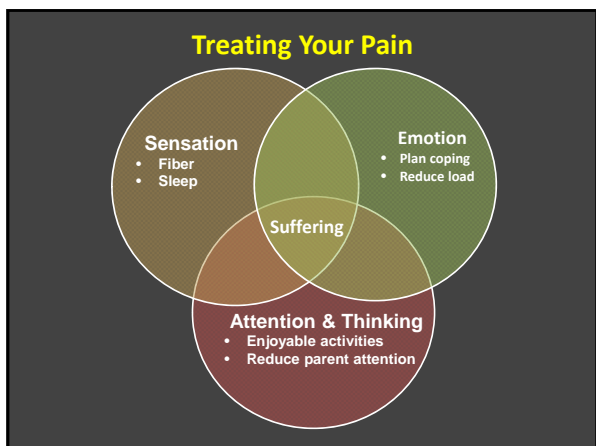 Treating Your Pain
Sensation
• Fiber
• Sleep
Emotion
• Plan coping
• Reduce load
Suffering
Attention & Thinking
• Enjoyable activities
• Reduce parent attention